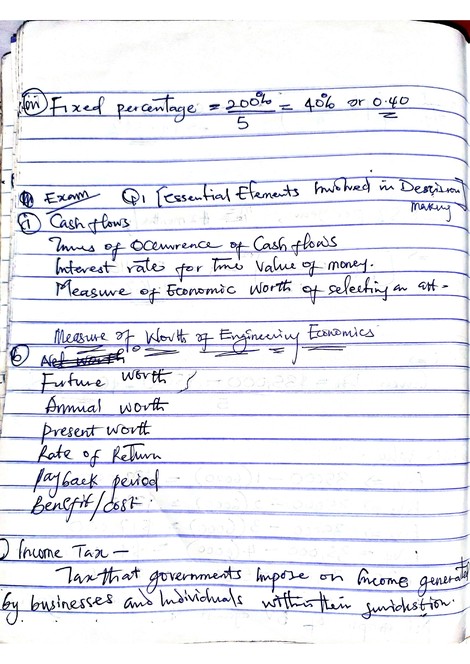 (iii) Fixed percentage = 200% / 5 = 40% or 0.40
Exam Q1 [Essential Elements Involved in Decision
making
(i) Cash flows
Times of Occurrence of Cash flows
Interest rate for time value of money.
Measure of Economic Worth of selecting an alt-
Measure of Worth of Engineering Economics
(b) Net worth
Future worth
Annual worth
Present worth
Rate of Return
Payback period
Benefit/cost.
Income Tax —
Tax that governments impose on income generated
by businesses and individuals within their juridistion.